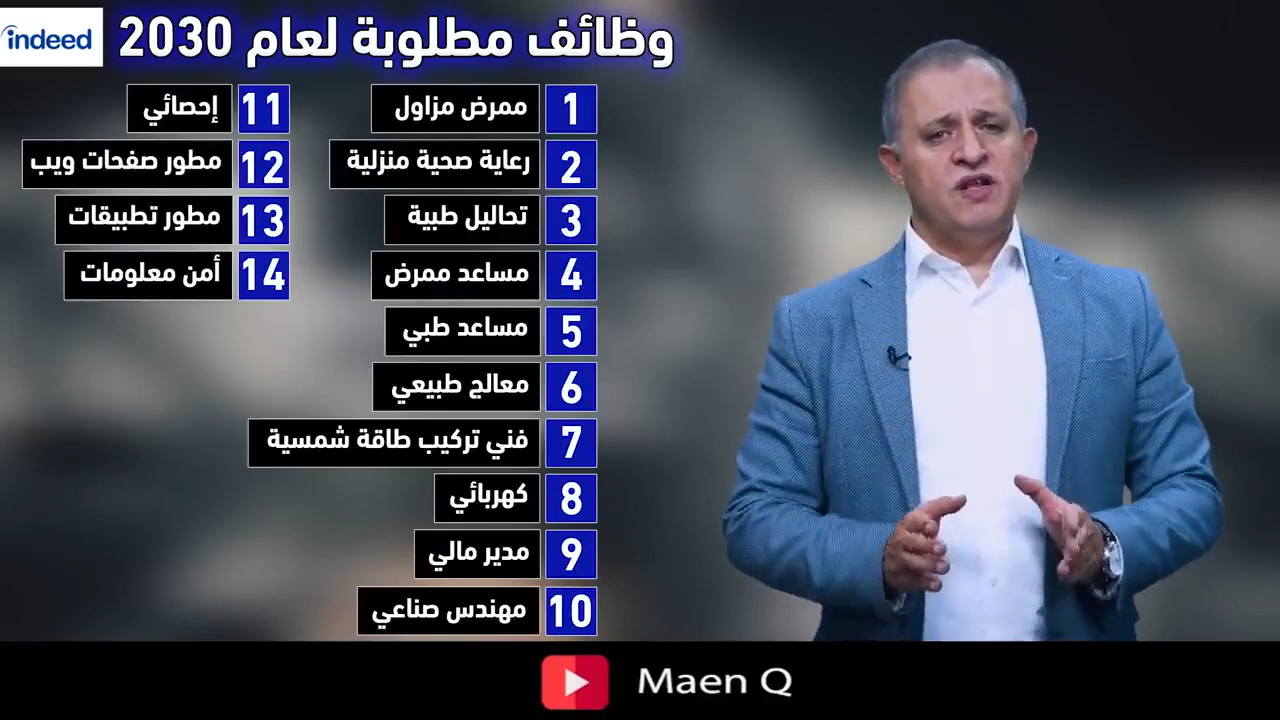 indeed
وظائف مطلوبة لعام 2030
1 ممرض مزاول
2 رعاية صحية منزلية
3 تحاليل طبية
4 مساعد ممرض
5 مساعد طبي
6 معالج طبيعي
7 فني تركيب طاقة شمسية
8 كهربائي
9 مدير مالي
10 مهندس صناعي
11 إحصائي
12 مطور صفحات ويب
13 مطور تطبيقات
14 أمن معلومات
Maen Q